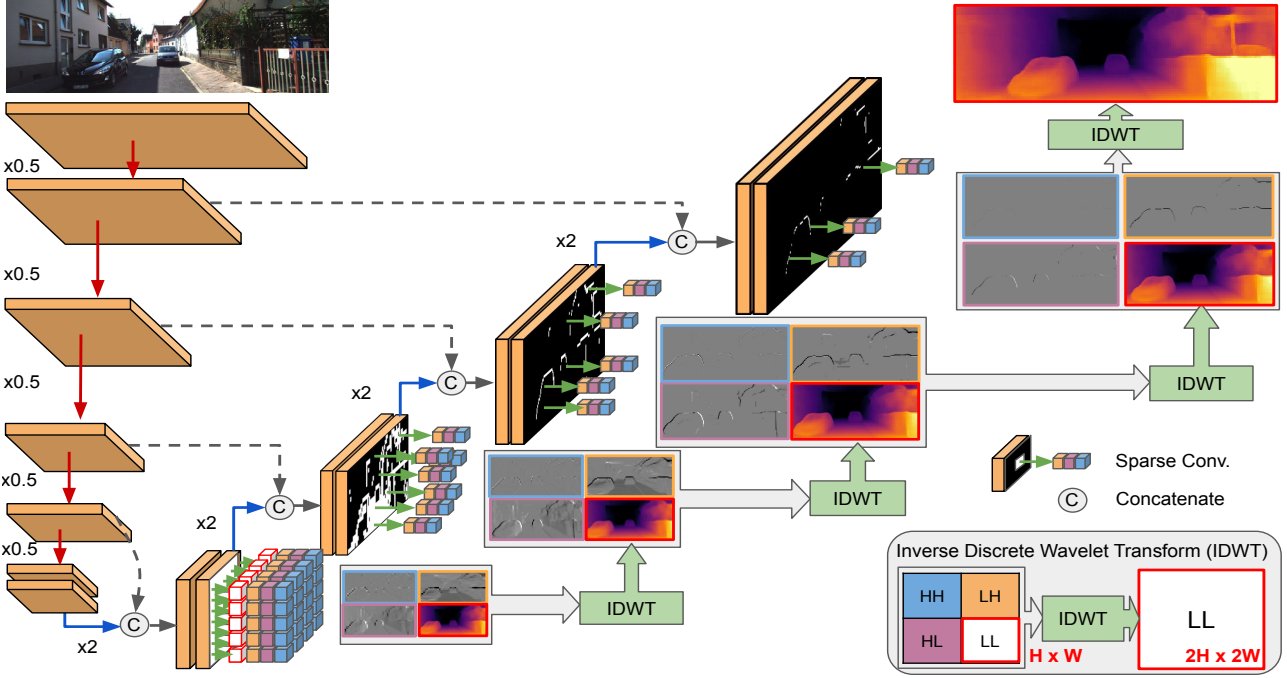 x0.5
x0.5
x0.5
x0.5
x0.5
x2
x2
x2
x2
C
C
C
C
IDWT
IDWT
IDWT
IDWT
Sparse Conv.
C
Concatenate
Inverse Discrete Wavelet Transform (IDWT)
HH
LH
HL
LL
H x W
IDWT
LL
2H x 2W